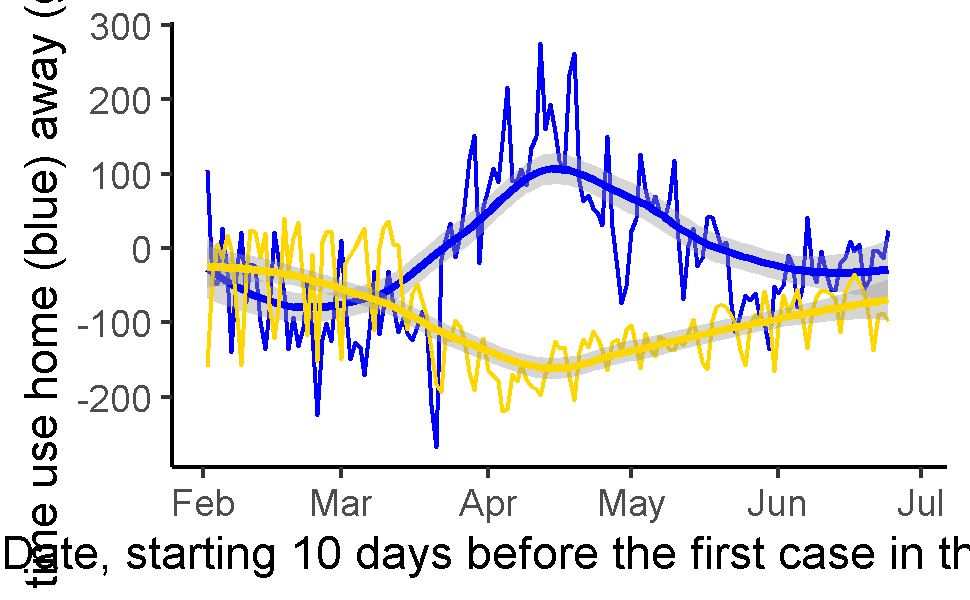 time use home (blue) away (
300
200
100
0
-100
-200
Feb
Mar
Apr
May
Jun
Jul
Date, starting 10 days before the first case in th